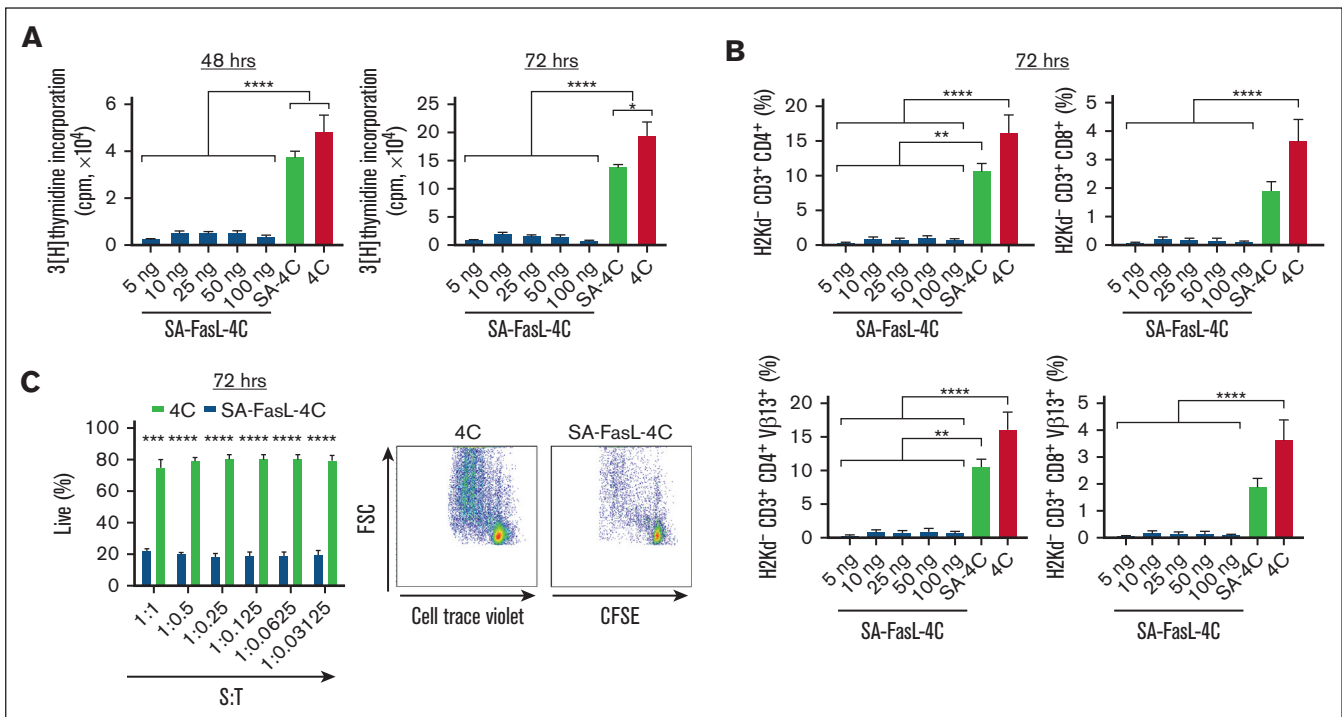 A
48 hrs
3[H] thymidine incorporation
(cpm, ×10⁴)
6
4
2
0
****
5 ng
10 ng
25 ng
50 ng
100 ng
SA-4C
4C
SA-FasL-4C
72 hrs
3[H] thymidine incorporation
(cpm, ×10⁴)
25
20
15
10
5
0
****
*
5 ng
10 ng
25 ng
50 ng
100 ng
SA-4C
4C
SA-FasL-4C
B
72 hrs
H2Kd⁻ CD3⁺ CD4⁺ (%)
20
15
10
5
0
****
**
5 ng
10 ng
25 ng
50 ng
100 ng
SA-4C
4C
SA-FasL-4C
H2Kd⁻ CD3⁺ CD8⁺ (%)
5
4
3
2
1
0
****
5 ng
10 ng
25 ng
50 ng
100 ng
SA-4C
4C
SA-FasL-4C
H2Kd⁻ CD3⁺ CD4⁺ Vβ13⁺ (%)
20
15
10
5
0
****
**
5 ng
10 ng
25 ng
50 ng
100 ng
SA-4C
4C
SA-FasL-4C
H2Kd⁻ CD3⁺ CD8⁺ Vβ13⁺ (%)
5
4
3
2
1
0
****
5 ng
10 ng
25 ng
50 ng
100 ng
SA-4C
4C
SA-FasL-4C
C
72 hrs
4C SA-FasL-4C
Live (%)
100
80
60
40
20
0
*** **** **** **** **** ****
1:1
1:0.5
1:0.25
1:0.125
1:0.0625
1:0.03125
S:T
4C
SA-FasL-4C
FSC
Cell trace violet
CFSE